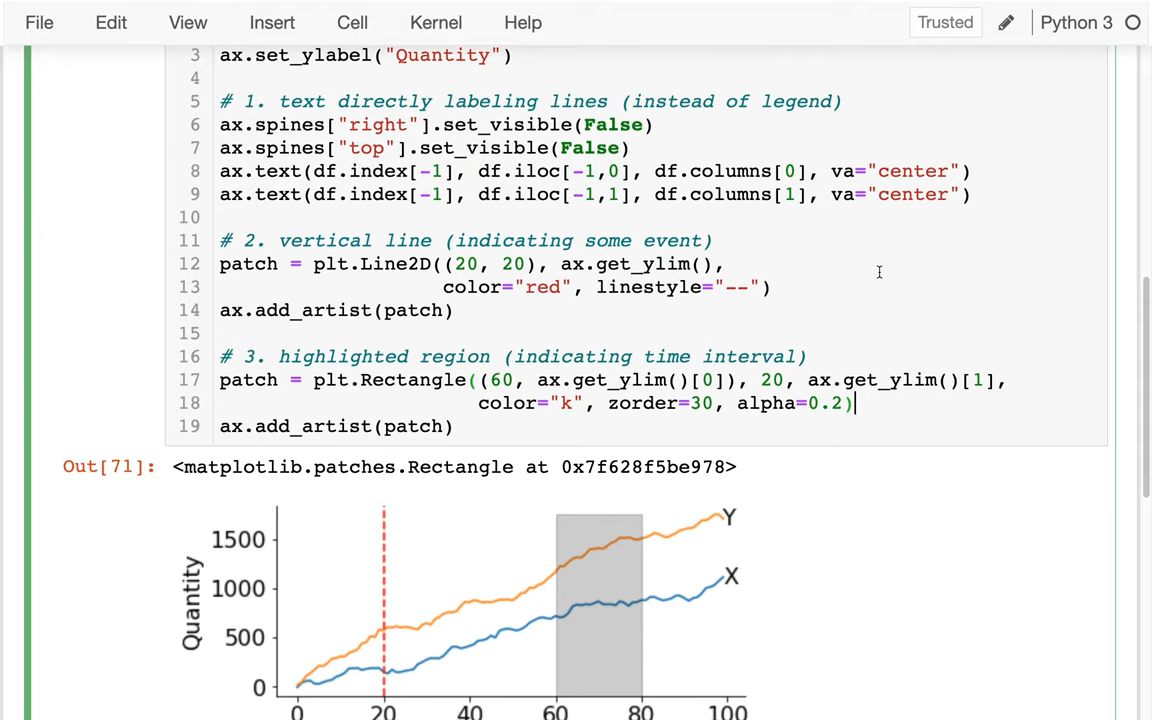 File Edit View Insert Cell Kernel Help Trusted Python 3
3 ax.set_ylabel("Quantity")
4
5 # 1. text directly labeling lines (instead of legend)
6 ax.spines["right"].set_visible(False)
7 ax.spines["top"].set_visible(False)
8 ax.text(df.index[-1], df.iloc[-1,0], df.columns[0], va="center")
9 ax.text(df.index[-1], df.iloc[-1,1], df.columns[1], va="center")
10
11 # 2. vertical line (indicating some event)
12 patch = plt.Line2D((20, 20), ax.get_ylim(),
13 color="red", linestyle="--")
14 ax.add_artist(patch)
15
16 # 3. highlighted region (indicating time interval)
17 patch = plt.Rectangle((60, ax.get_ylim()[0]), 20, ax.get_ylim()[1],
18 color="k", zorder=30, alpha=0.2)
19 ax.add_artist(patch)
Out[71]: <matplotlib.patches.Rectangle at 0x7f628f5be978>
Y
1500
X
1000
Quantity
500
0
0 20 40 60 80 100